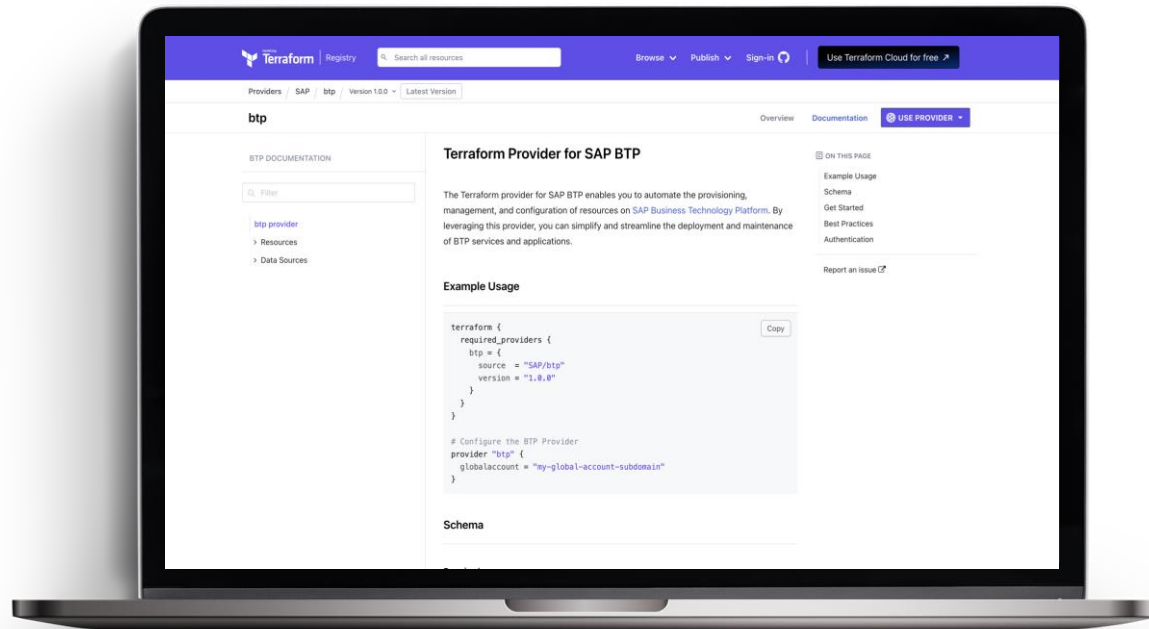 Terraform Registry Search all resources Browse Publish Sign-in Use Terraform Cloud for free
Providers / SAP / btp / Version 1.0.0 Latest Version
btp Overview Documentation USE PROVIDER
BTP DOCUMENTATION
Filter
btp provider
Resources
Data Sources
Terraform Provider for SAP BTP
The Terraform provider for SAP BTP enables you to automate the provisioning,
management, and configuration of resources on SAP Business Technology Platform. By
leveraging this provider, you can simplify and streamline the deployment and maintenance
of BTP services and applications.
Example Usage
Copy
terraform {
  required_providers {
    btp = {
      source  = "SAP/btp"
      version = "1.0.0"
    }
  }
}
# Configure the BTP Provider
provider "btp" {
  globalaccount = "my-global-account-subdomain"
}
Schema
ON THIS PAGE
Example Usage
Schema
Get Started
Best Practices
Authentication
Report an issue